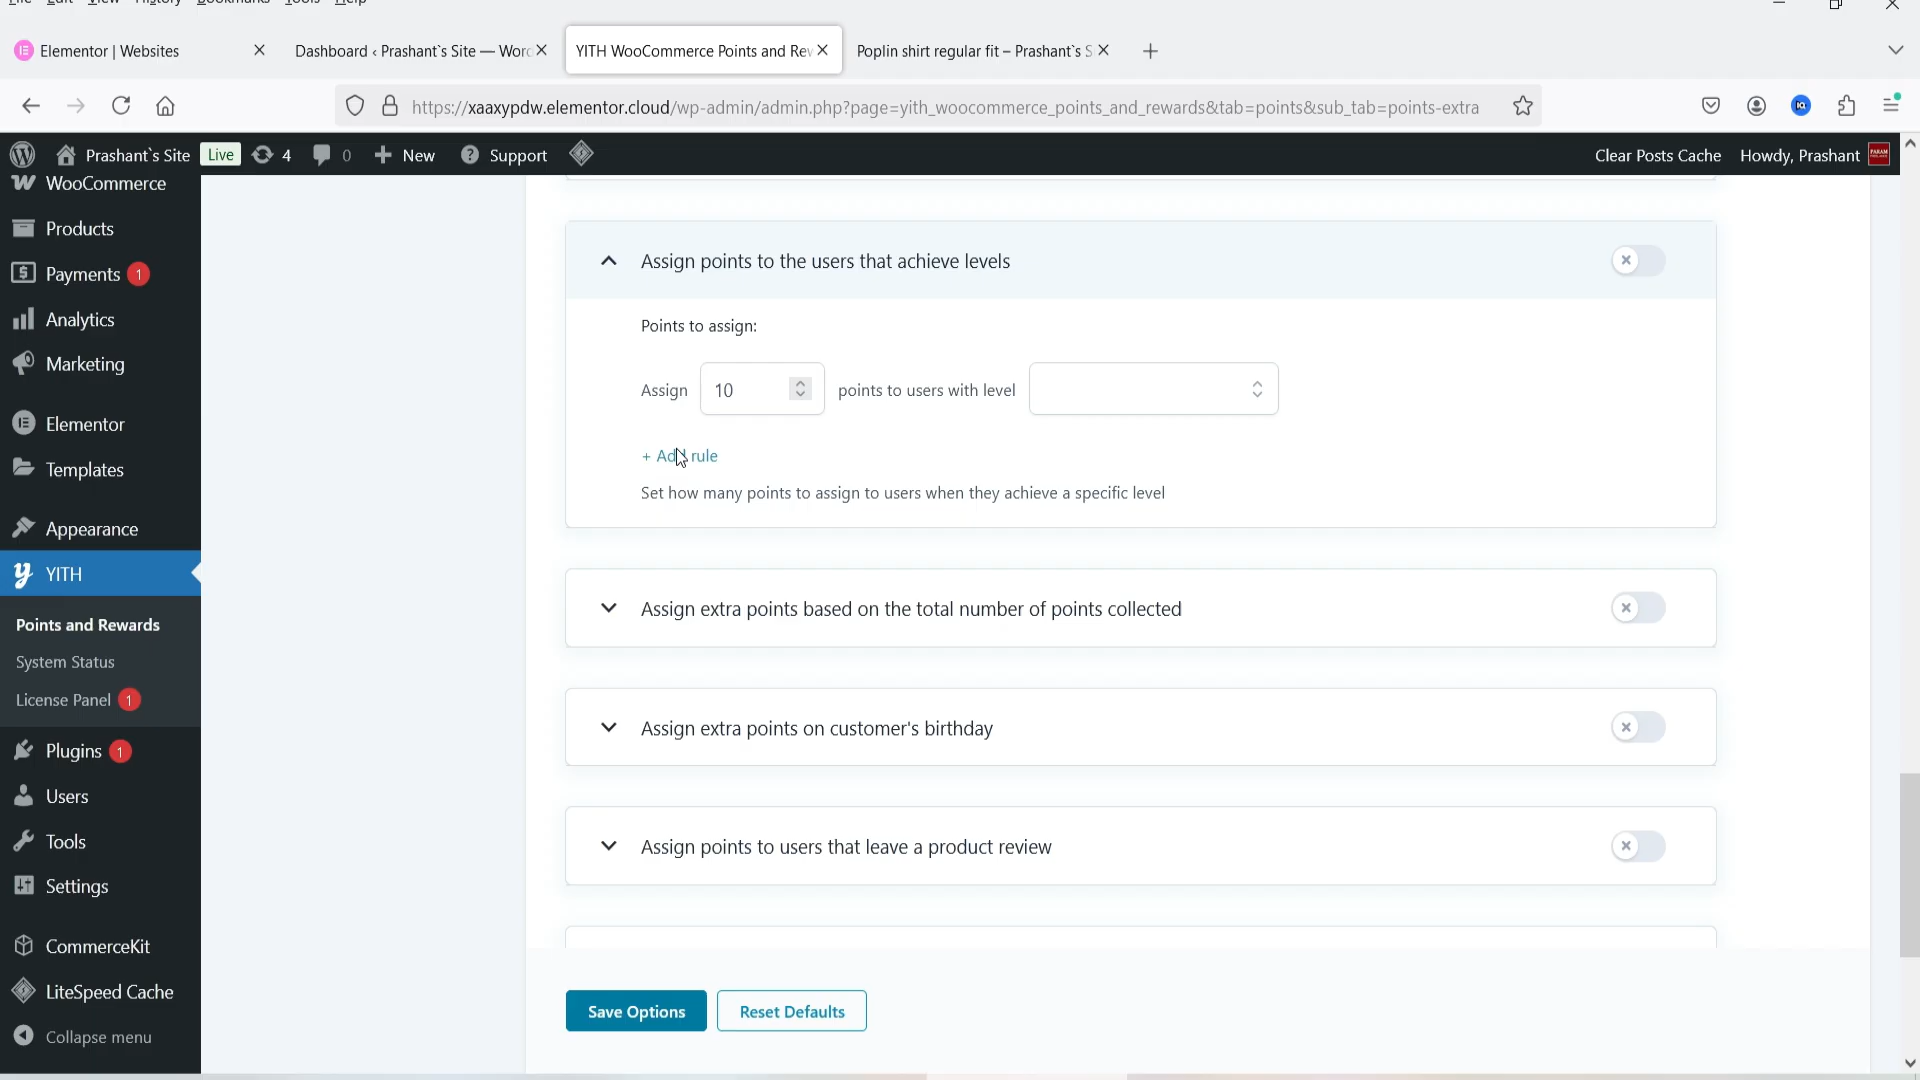 Elementor | Websites
Dashboard ‹ Prashant`s Site — Word
YITH WooCommerce Points and Rev
Poplin shirt regular fit – Prashant`s S
https://xaaxypdw.elementor.cloud/wp-admin/admin.php?page=yith_woocommerce_points_and_rewards&tab=points&sub_tab=points-extra
Prashant`s Site Live 4 0 New Support
Clear Posts Cache Howdy, Prashant
WooCommerce
Products
Payments 1
Analytics
Marketing
Elementor
Templates
Appearance
YITH
Points and Rewards
System Status
License Panel 1
Plugins 1
Users
Tools
Settings
CommerceKit
LiteSpeed Cache
Collapse menu
Assign points to the users that achieve levels
Points to assign:
Assign 10 points to users with level
+ Add rule
Set how many points to assign to users when they achieve a specific level
Assign extra points based on the total number of points collected
Assign extra points on customer's birthday
Assign points to users that leave a product review
Save Options
Reset Defaults